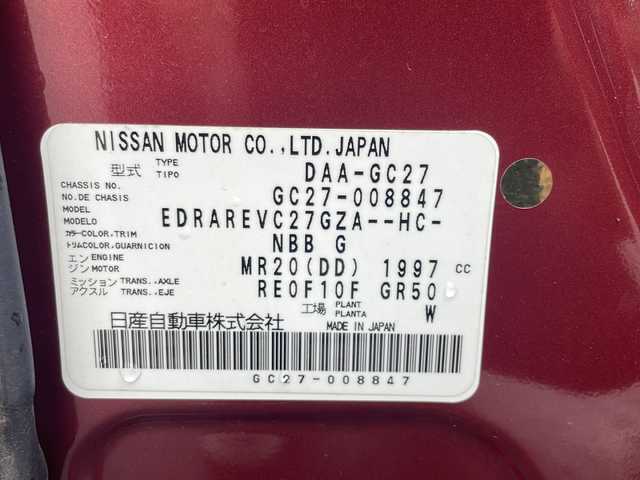 NISSAN MOTOR CO.,LTD.JAPAN
型式 TYPE TIPO DAA-GC27
CHASSIS NO. NO.DE CHASIS GC27-008847
MODEL MODELO EDRAREVC27GZA--HC-
カラー COLOR,TRIM トリム COLOR,GUARNICION NBB G
エンジン ENGINE MOTOR MR20(DD) 1997 CC
ミッション アクスル TRANS.,AXLE TRANS.,EJE RE0F10F GR50
工場 PLANT PLANTA W
日産自動車株式会社 MADE IN JAPAN
GC27-008847